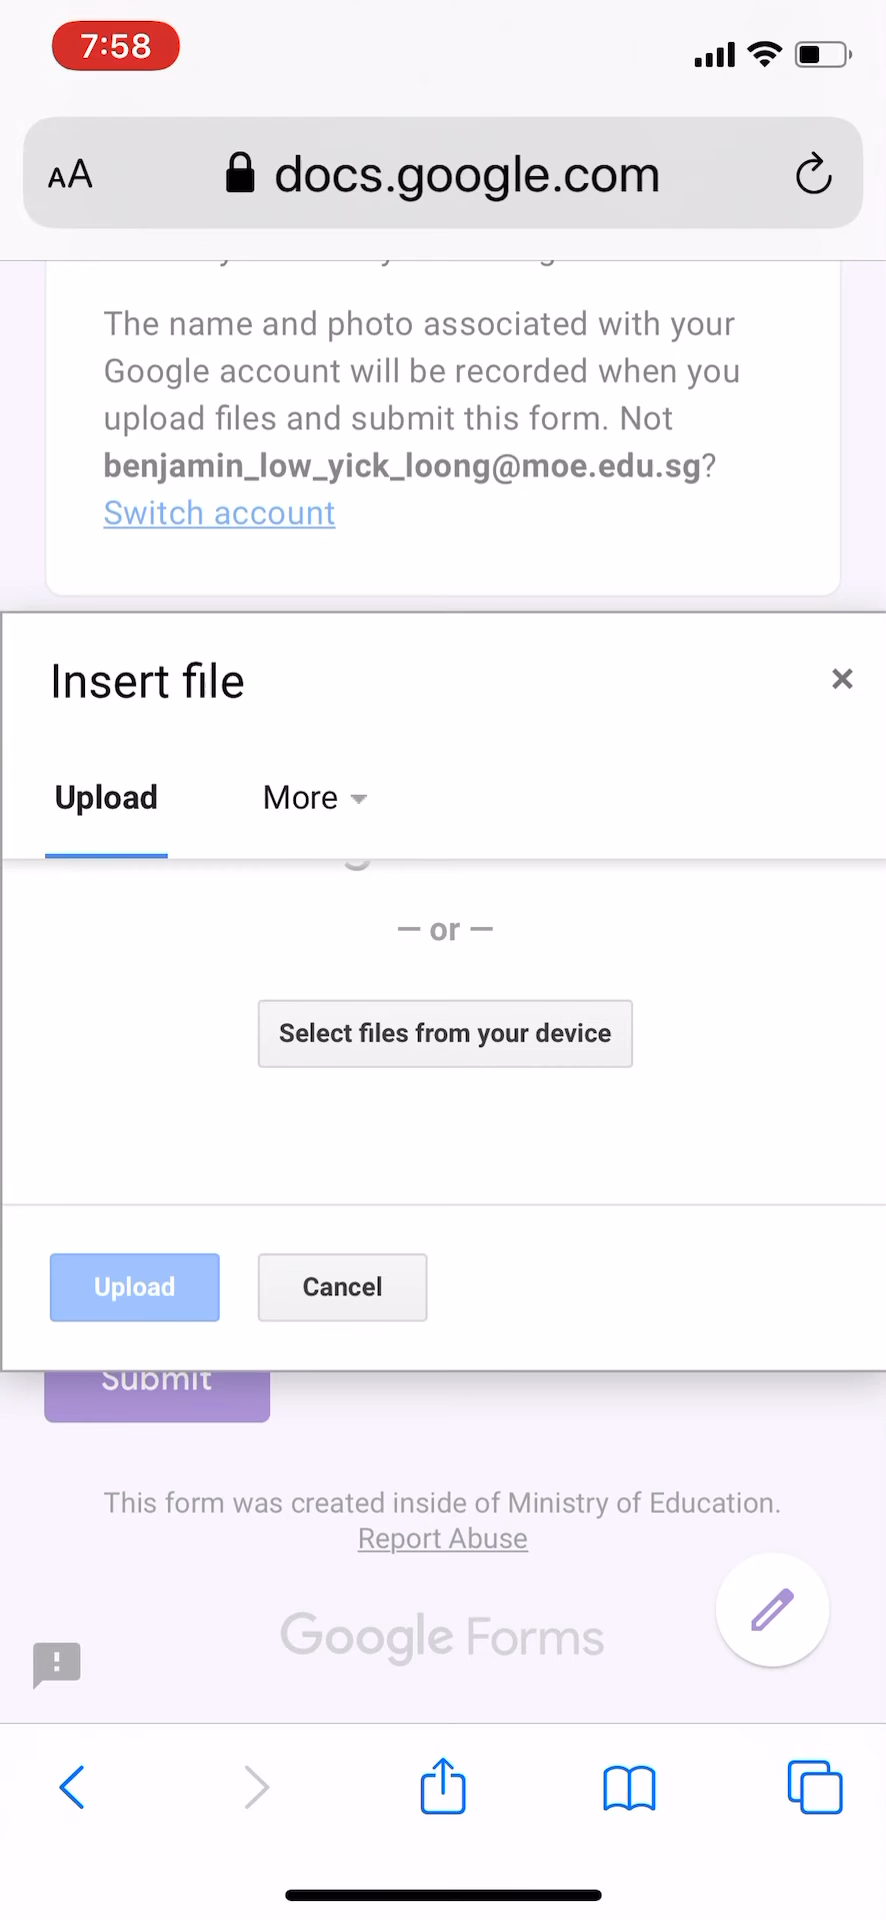 7:58
AA docs.google.com
The name and photo associated with your
Google account will be recorded when you
upload files and submit this form. Not
benjamin_low_yick_loong@moe.edu.sg?
Switch account
Insert file
×
Upload More
— or —
Select files from your device
Upload Cancel
Submit
This form was created inside of Ministry of Education.
Report Abuse
Google Forms